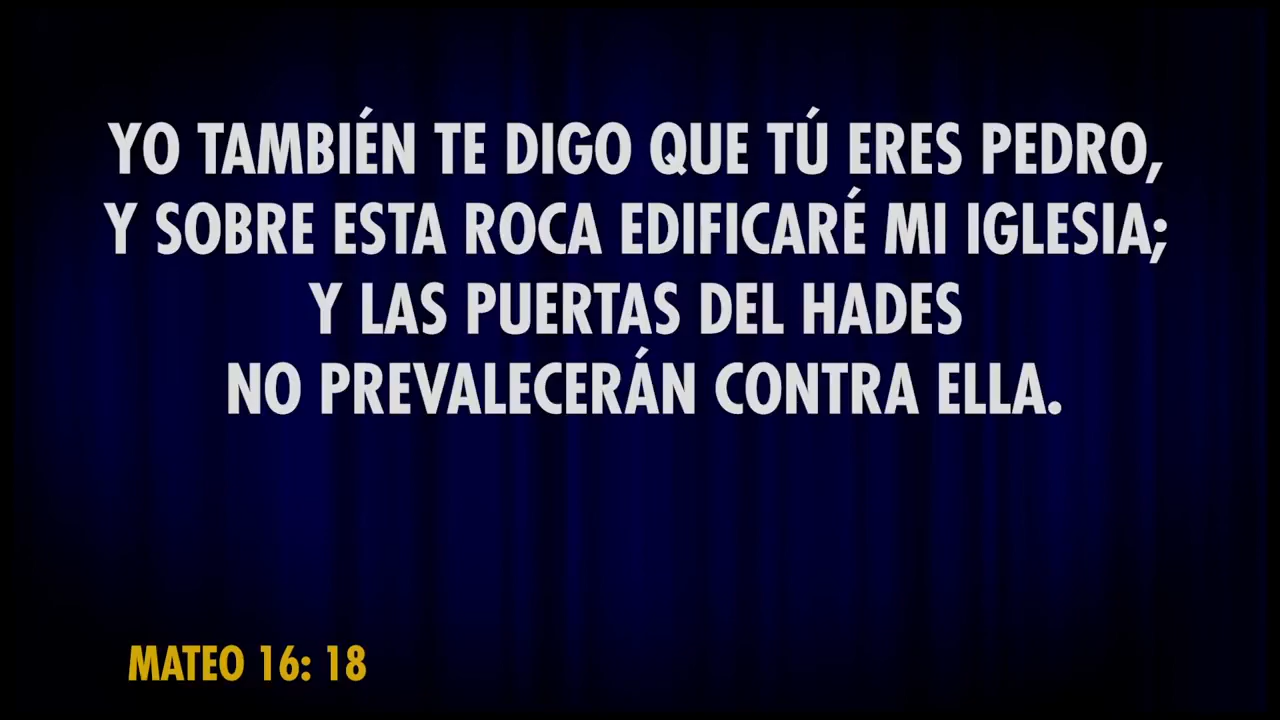 YO TAMBIÉN TE DIGO QUE TÚ ERES PEDRO,
Y SOBRE ESTA ROCA EDIFICARÉ MI IGLESIA;
Y LAS PUERTAS DEL HADES
NO PREVALECERÁN CONTRA ELLA.
MATEO 16: 18